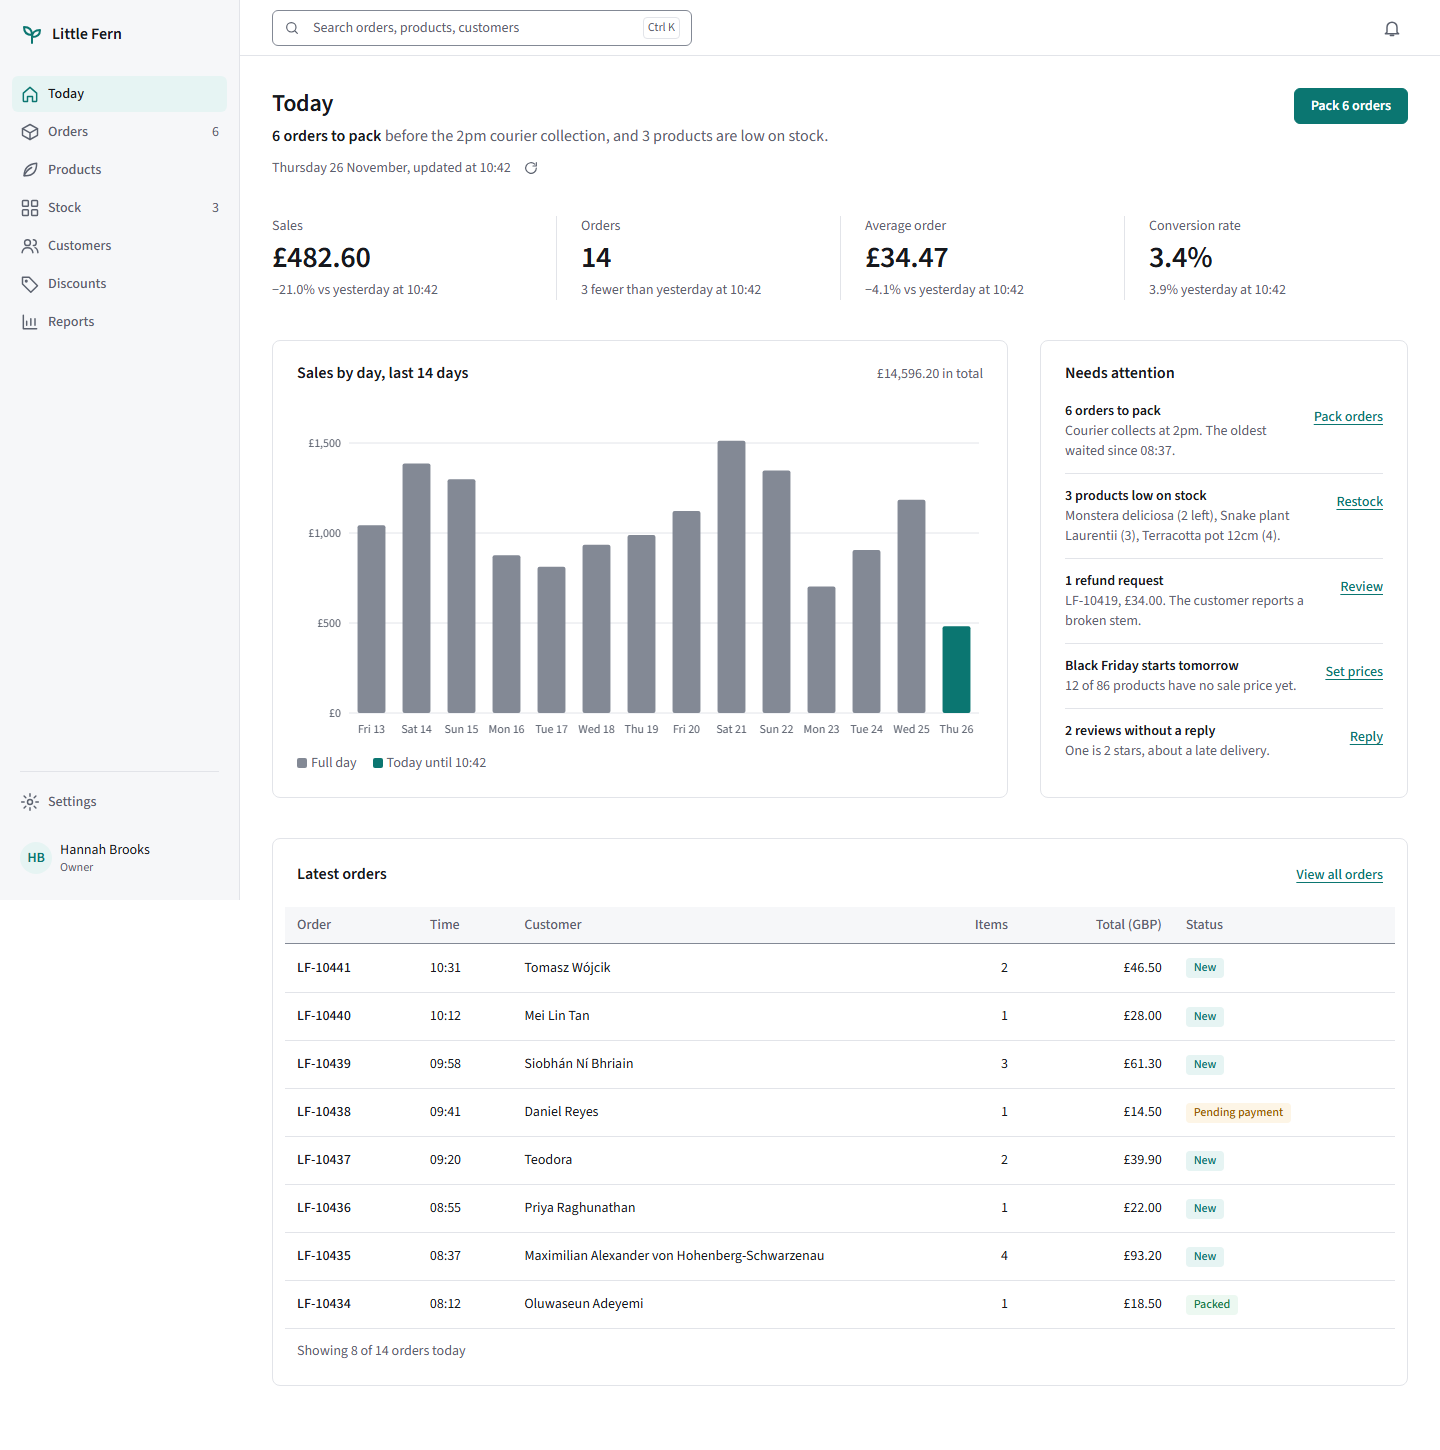 Little Fern
Today
Orders 6
Products
Stock 3
Customers
Discounts
Reports
Settings
HB
Hannah Brooks
Owner
Search orders, products, customers Ctrl K
Today
Pack 6 orders
6 orders to pack before the 2pm courier collection, and 3 products are low on stock.
Thursday 26 November, updated at 10:42
Sales
£482.60
−21.0% vs yesterday at 10:42
Orders
14
3 fewer than yesterday at 10:42
Average order
£34.47
−4.1% vs yesterday at 10:42
Conversion rate
3.4%
3.9% yesterday at 10:42
Sales by day, last 14 days £14,596.20 in total
£1,500
£1,000
£500
£0
Fri 13 Sat 14 Sun 15 Mon 16 Tue 17 Wed 18 Thu 19 Fri 20 Sat 21 Sun 22 Mon 23 Tue 24 Wed 25 Thu 26
Full day Today until 10:42
Needs attention
6 orders to pack
Pack orders
Courier collects at 2pm. The oldest
waited since 08:37.
3 products low on stock
Restock
Monstera deliciosa (2 left), Snake plant
Laurentii (3), Terracotta pot 12cm (4).
1 refund request
Review
LF-10419, £34.00. The customer reports a
broken stem.
Black Friday starts tomorrow
Set prices
12 of 86 products have no sale price yet.
2 reviews without a reply
Reply
One is 2 stars, about a late delivery.
Latest orders View all orders
Order Time Customer Items Total (GBP) Status
LF-10441 10:31 Tomasz Wójcik 2 £46.50 New
LF-10440 10:12 Mei Lin Tan 1 £28.00 New
LF-10439 09:58 Siobhán Ní Bhriain 3 £61.30 New
LF-10438 09:41 Daniel Reyes 1 £14.50 Pending payment
LF-10437 09:20 Teodora 2 £39.90 New
LF-10436 08:55 Priya Raghunathan 1 £22.00 New
LF-10435 08:37 Maximilian Alexander von Hohenberg-Schwarzenau 4 £93.20 New
LF-10434 08:12 Oluwaseun Adeyemi 1 £18.50 Packed
Showing 8 of 14 orders today